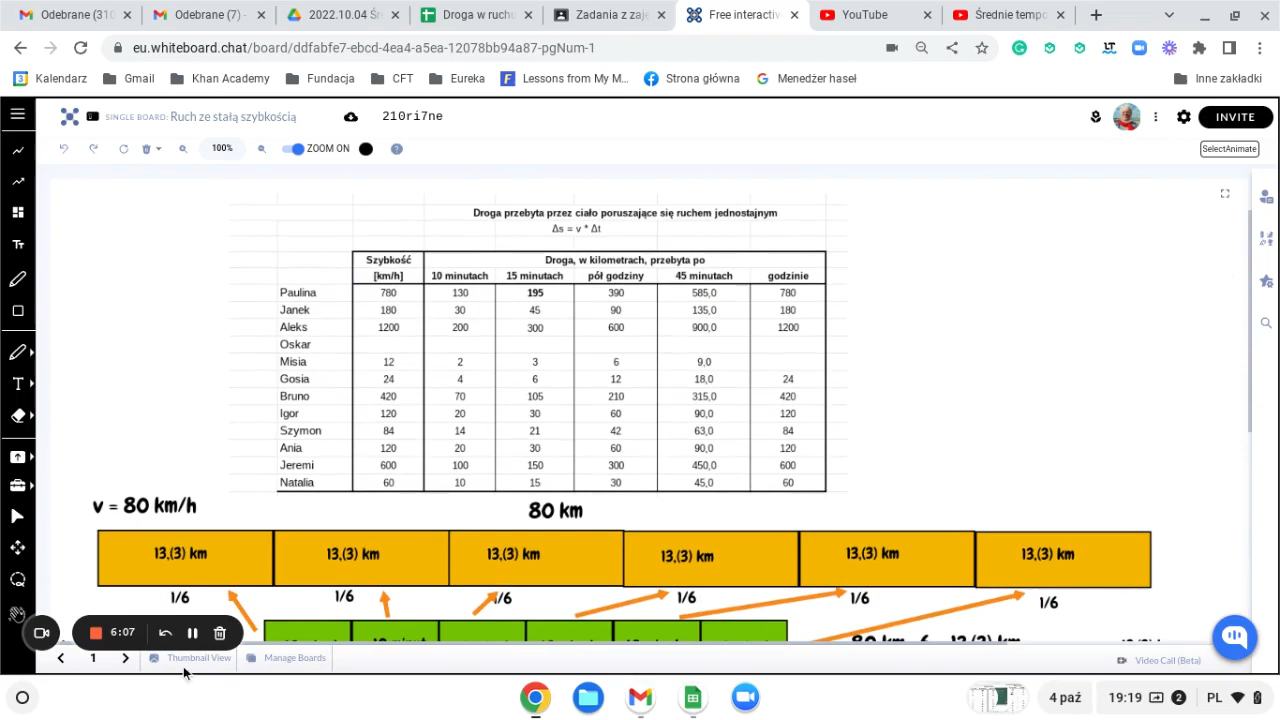 Odebrane (310
Odebrane (7) -
2022.10.04 Śr
Droga w ruchu
Zadania z zaję
Free interactiv
YouTube
Średnie tempo
eu.whiteboard.chat/board/ddfabfe7-ebcd-4ea4-a5ea-12078bb94a87-pgNum-1
Kalendarz Gmail Khan Academy Fundacja CFT Eureka Lessons from My M... Strona główna Menedżer haseł Inne zakładki
SINGLE BOARD: Ruch ze stałą szybkością 210ri7ne INVITE
100% ZOOM ON SelectAnimate
Droga przebyta przez ciało poruszające się ruchem jednostajnym
Δs = v * Δt
Szybkość Droga, w kilometrach, przebyta po
[km/h] 10 minutach 15 minutach pół godziny 45 minutach godzinie
Paulina 780 130 195 390 585,0 780
Janek 180 30 45 90 135,0 180
Aleks 1200 200 300 600 900,0 1200
Oskar
Misia 12 2 3 6 9,0
Gosia 24 4 6 12 18,0 24
Bruno 420 70 105 210 315,0 420
Igor 120 20 30 60 90,0 120
Szymon 84 14 21 42 63,0 84
Ania 120 20 30 60 90,0 120
Jeremi 600 100 150 300 450,0 600
Natalia 60 10 15 30 45,0 60
v = 80 km/h 80 km
13,(3) km 13,(3) km 13,(3) km 13,(3) km 13,(3) km 13,(3) km
1/6 1/6 1/6 1/6 1/6 1/6
6:07
1 Thumbnail View Manage Boards Video Call (Beta)
4 paź 19:19 2 PL